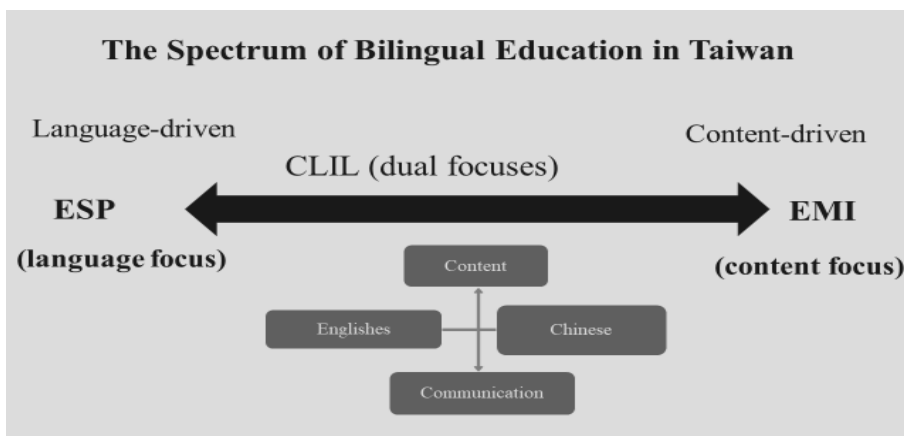 The Spectrum of Bilingual Education in Taiwan
Language-driven
Content-driven
CLIL (dual focuses)
ESP
EMI
(language focus)
(content focus)
Content
Englishes
Chinese
Communication